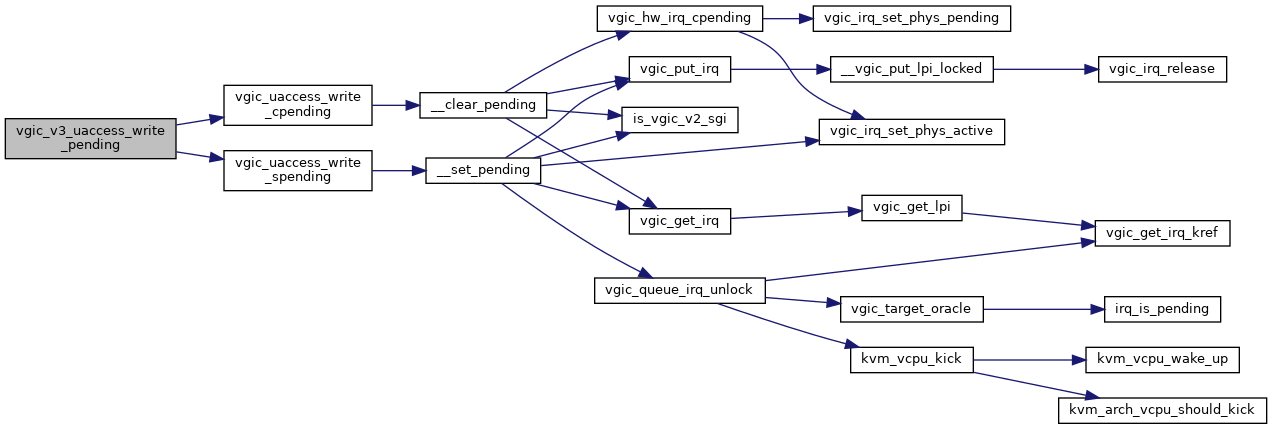 vgic_v3_uaccess_write
_pending
vgic_uaccess_write
_cpending
vgic_uaccess_write
_spending
__clear_pending
__set_pending
vgic_hw_irq_cpending
vgic_put_irq
is_vgic_v2_sgi
vgic_get_irq
vgic_queue_irq_unlock
vgic_irq_set_phys_pending
__vgic_put_lpi_locked
vgic_irq_set_phys_active
vgic_get_lpi
vgic_target_oracle
kvm_vcpu_kick
vgic_irq_release
vgic_get_irq_kref
irq_is_pending
kvm_vcpu_wake_up
kvm_arch_vcpu_should_kick